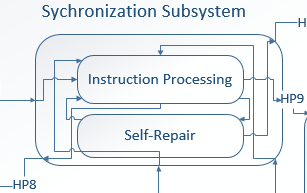 Sychronization Subsystem
H
Instruction Processing
HP9
Self-Repair
HP8